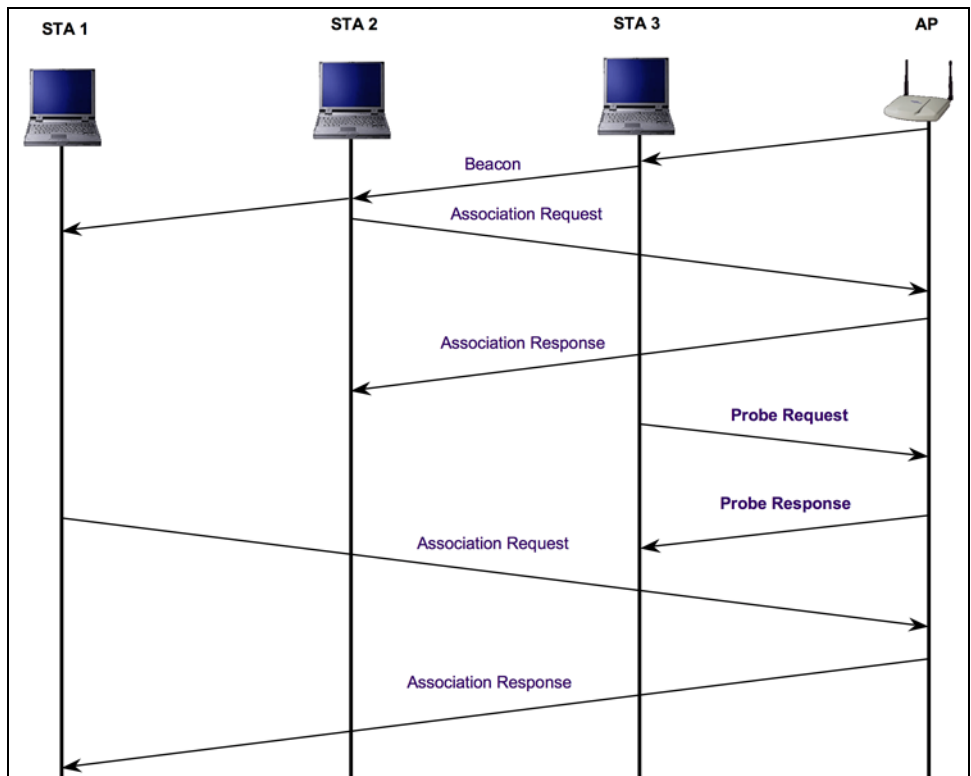 STA 1
STA 2
STA 3
AP
Beacon
Association Request
Association Response
Probe Request
Probe Response
Association Request
Association Response